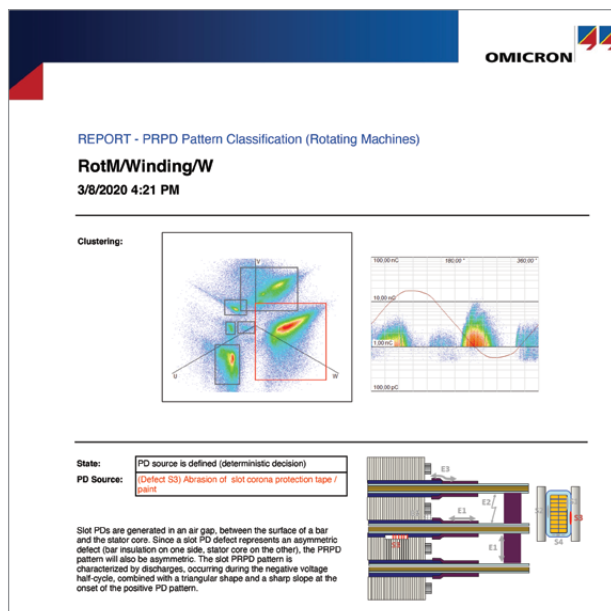 OMICRON
REPORT - PRPD Pattern Classification (Rotating Machines)
RotM/Winding/W
3/8/2020 4:21 PM
Clustering:
V
U
W
100,00 nC
180,00 °
360,00 °
10,00 nC
1,00 nC
100,00 pC
State:
PD source is defined (deterministic decision)
PD Source:
(Defect S3) Abrasion of slot corona protection tape /
paint
Slot PDs are generated in an air gap, between the surface of a bar
and the stator core. Since a slot PD defect represents an asymmetric
defect (bar insulation on one side, stator core on the other), the PRPD
pattern will also be asymmetric. The slot PRPD pattern is
characterized by discharges, occurring during the negative voltage
half-cycle, combined with a triangular shape and a sharp slope at the
onset of the positive PD pattern.
E3
E2
E1
E1
S3
S4